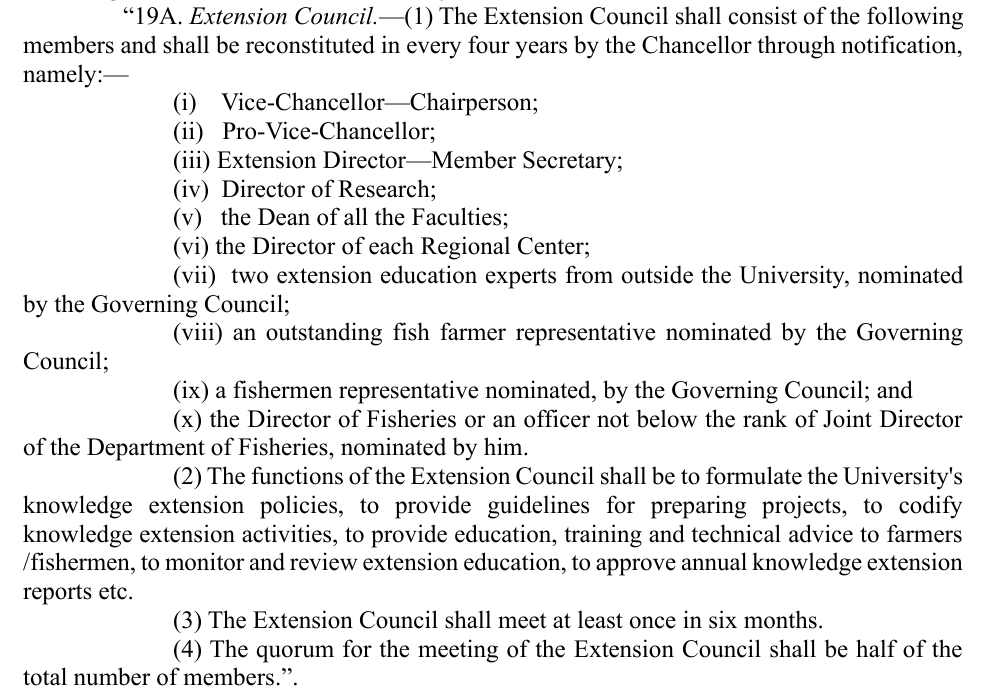 “19A. Extension Council.—(1) The Extension Council shall consist of the following
members and shall be reconstituted in every four years by the Chancellor through notification,
namely:—
(i) Vice-Chancellor—Chairperson;
(ii) Pro-Vice-Chancellor;
(iii) Extension Director—Member Secretary;
(iv) Director of Research;
(v) the Dean of all the Faculties;
(vi) the Director of each Regional Center;
(vii) two extension education experts from outside the University, nominated
by the Governing Council;
(viii) an outstanding fish farmer representative nominated by the Governing
Council;
(ix) a fishermen representative nominated, by the Governing Council; and
(x) the Director of Fisheries or an officer not below the rank of Joint Director
of the Department of Fisheries, nominated by him.
(2) The functions of the Extension Council shall be to formulate the University's
knowledge extension policies, to provide guidelines for preparing projects, to codify
knowledge extension activities, to provide education, training and technical advice to farmers
/fishermen, to monitor and review extension education, to approve annual knowledge extension
reports etc.
(3) The Extension Council shall meet at least once in six months.
(4) The quorum for the meeting of the Extension Council shall be half of the
total number of members.”.